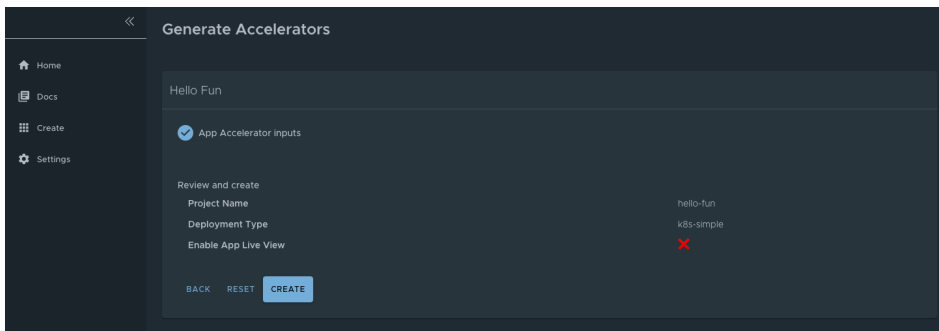 Generate Accelerators
Home
Docs
Create
Settings
Hello Fun
App Accelerator inputs
Review and create
Project Name hello-fun
Deployment Type k8s-simple
Enable App Live View
BACK RESET CREATE